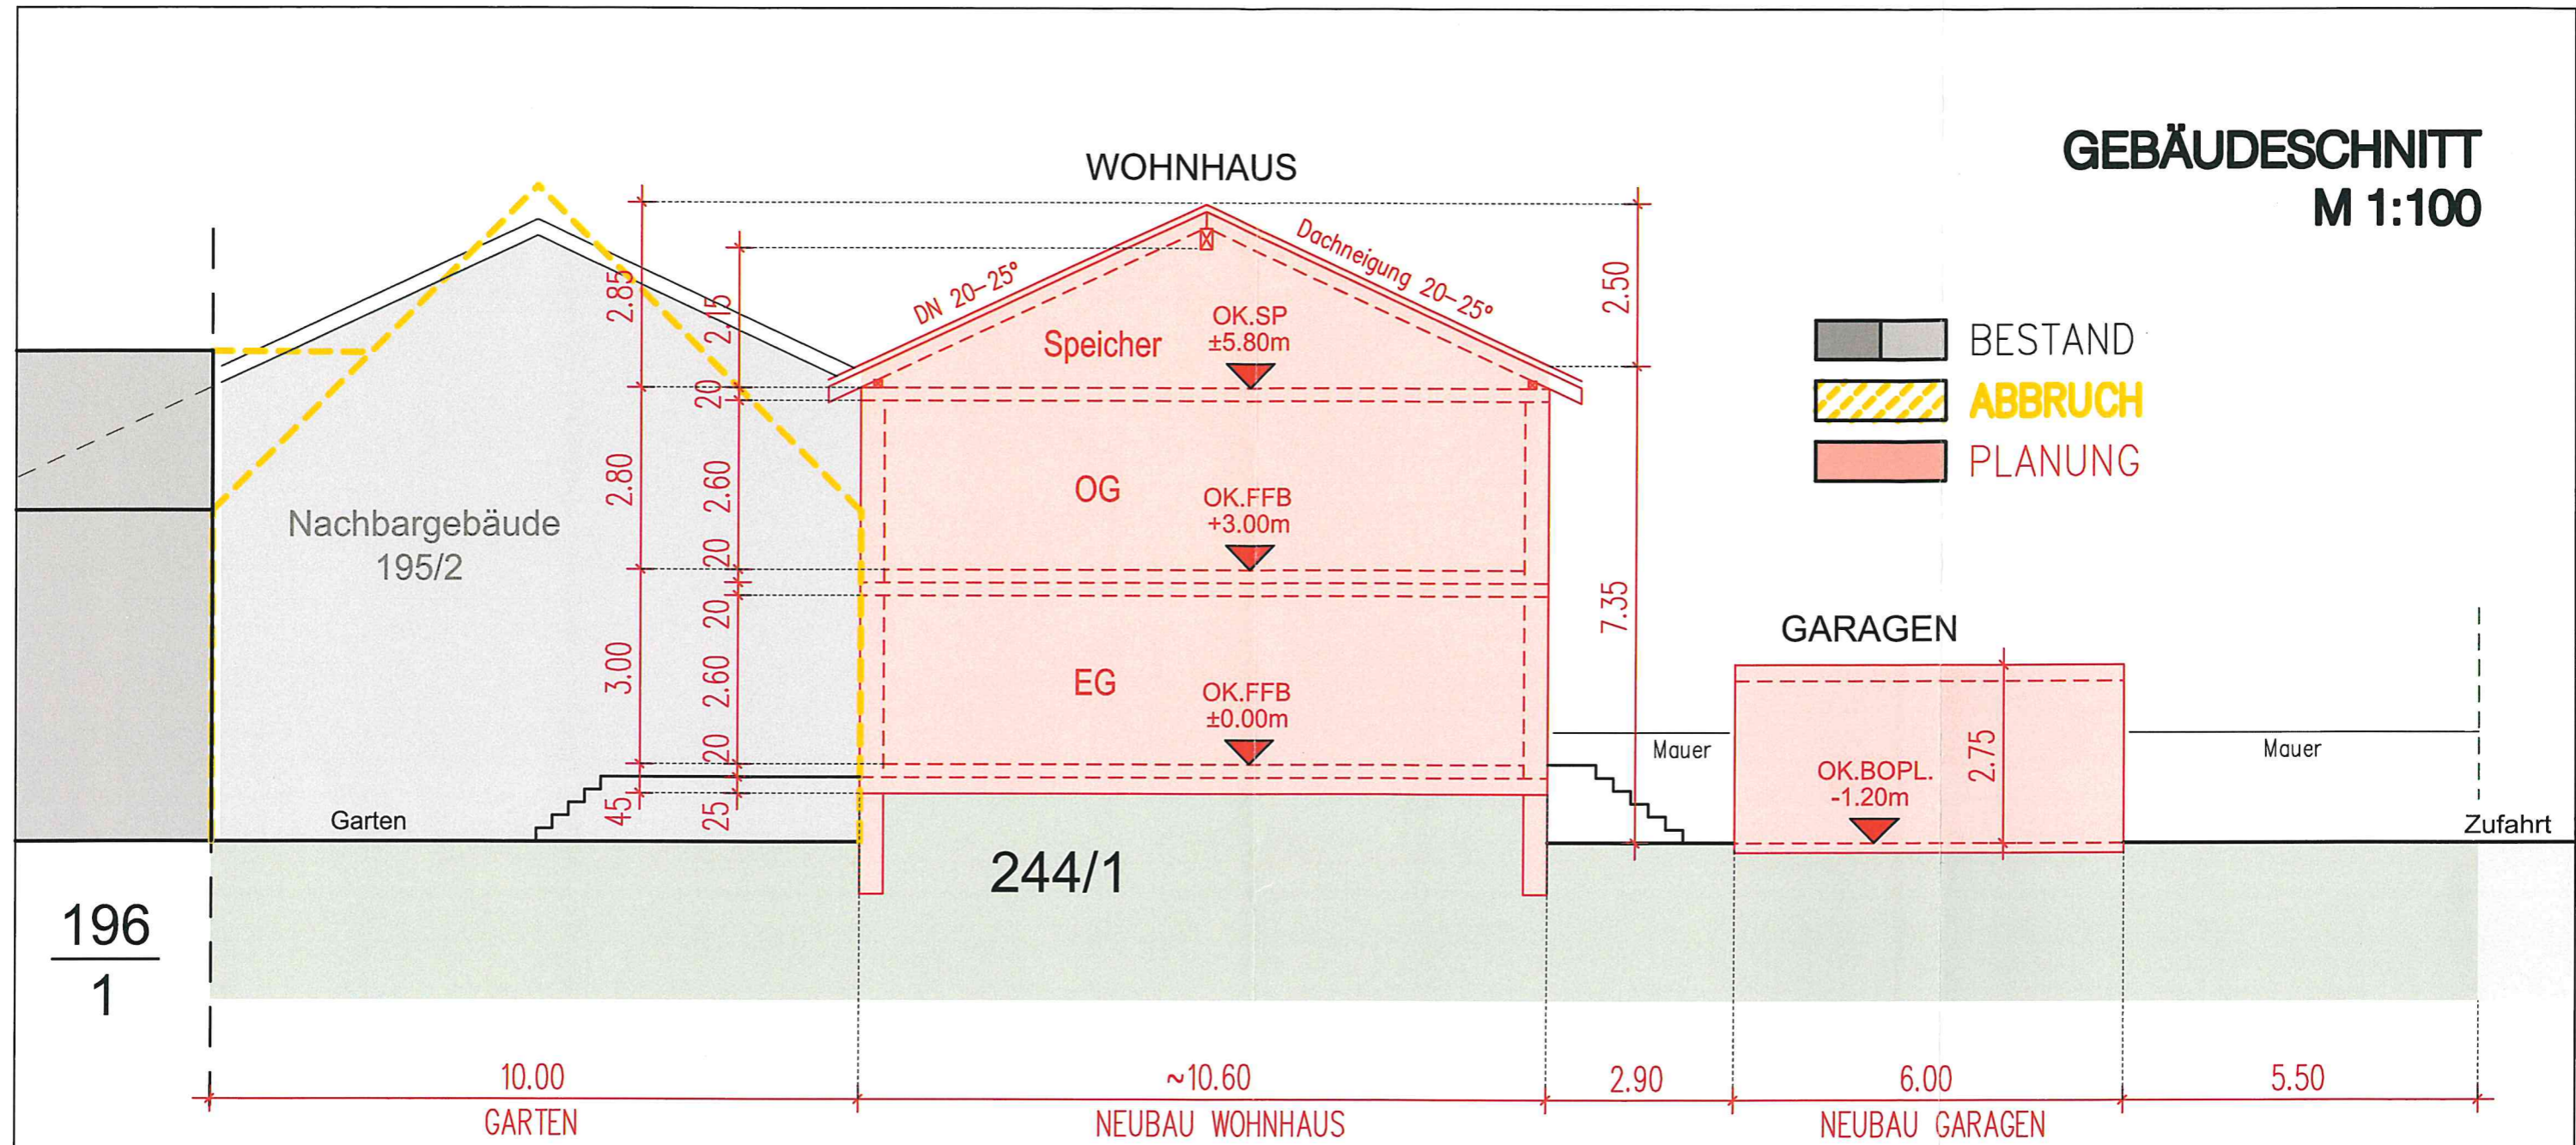 GEBÄUDESCHNITT
M 1:100
WOHNHAUS
DN 20-25°
Dachneigung 20-25°
2.85
2.15
2.50
OK.SP
±5.80m
Speicher
BESTAND
ABBRUCH
PLANUNG
20
2.80
2.60
OG
OK.FFB
+3.00m
Nachbargebäude
195/2
20
20
7.35
3.00
2.60
EG
OK.FFB
±0.00m
GARAGEN
20
45
25
Garten
Mauer
OK.BOPL.
-1.20m
2.75
Mauer
Zufahrt
244/1
196
1
10.00
~10.60
2.90
6.00
5.50
GARTEN
NEUBAU WOHNHAUS
NEUBAU GARAGEN